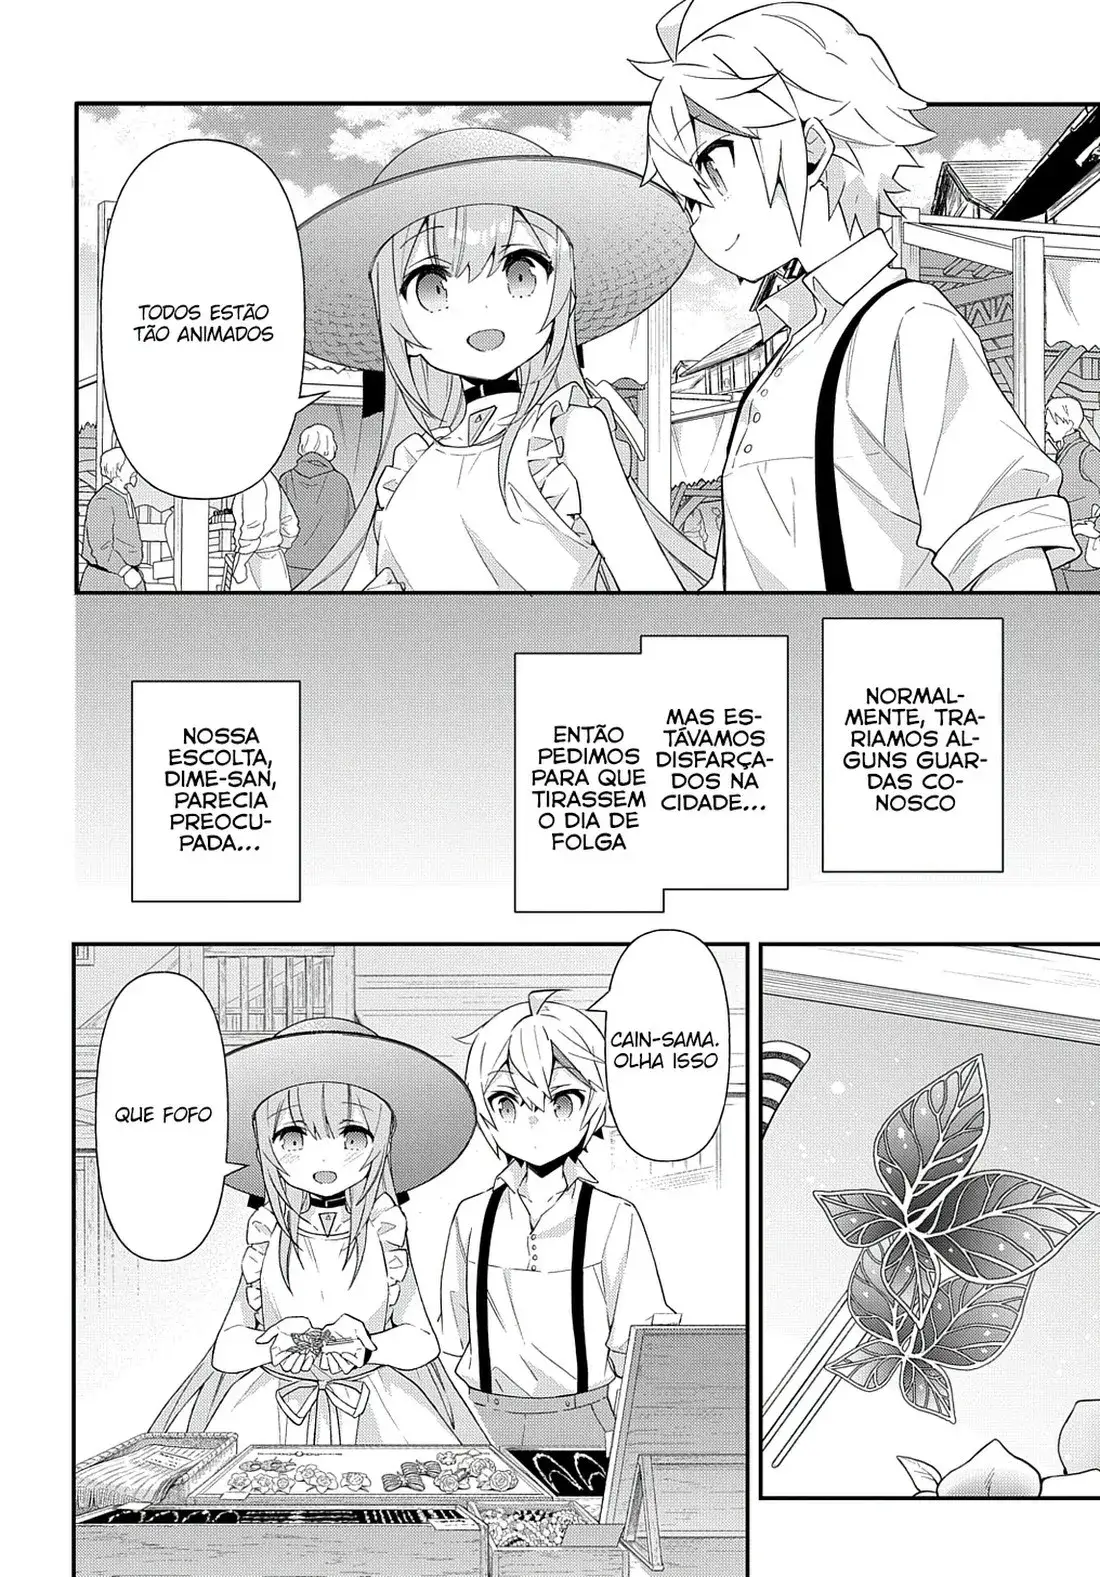 TODOS ESTÃO
TÃO ANIMADOS
NORMAL-
MENTE, TRA-
RIAMOS AL-
GUNS GUAR-
DAS CO-
NOSCO
MAS ES-
TÁVAMOS
DISFARÇA-
DOS NA
CIDADE...
ENTÃO
PEDIMOS
PARA QUE
TIRASSEM
O DIA DE
FOLGA
NOSSA
ESCOLTA,
DIME-SAN,
PARECIA
PREOCU-
PADA...
CAIN-SAMA.
OLHA ISSO
QUE FOFO